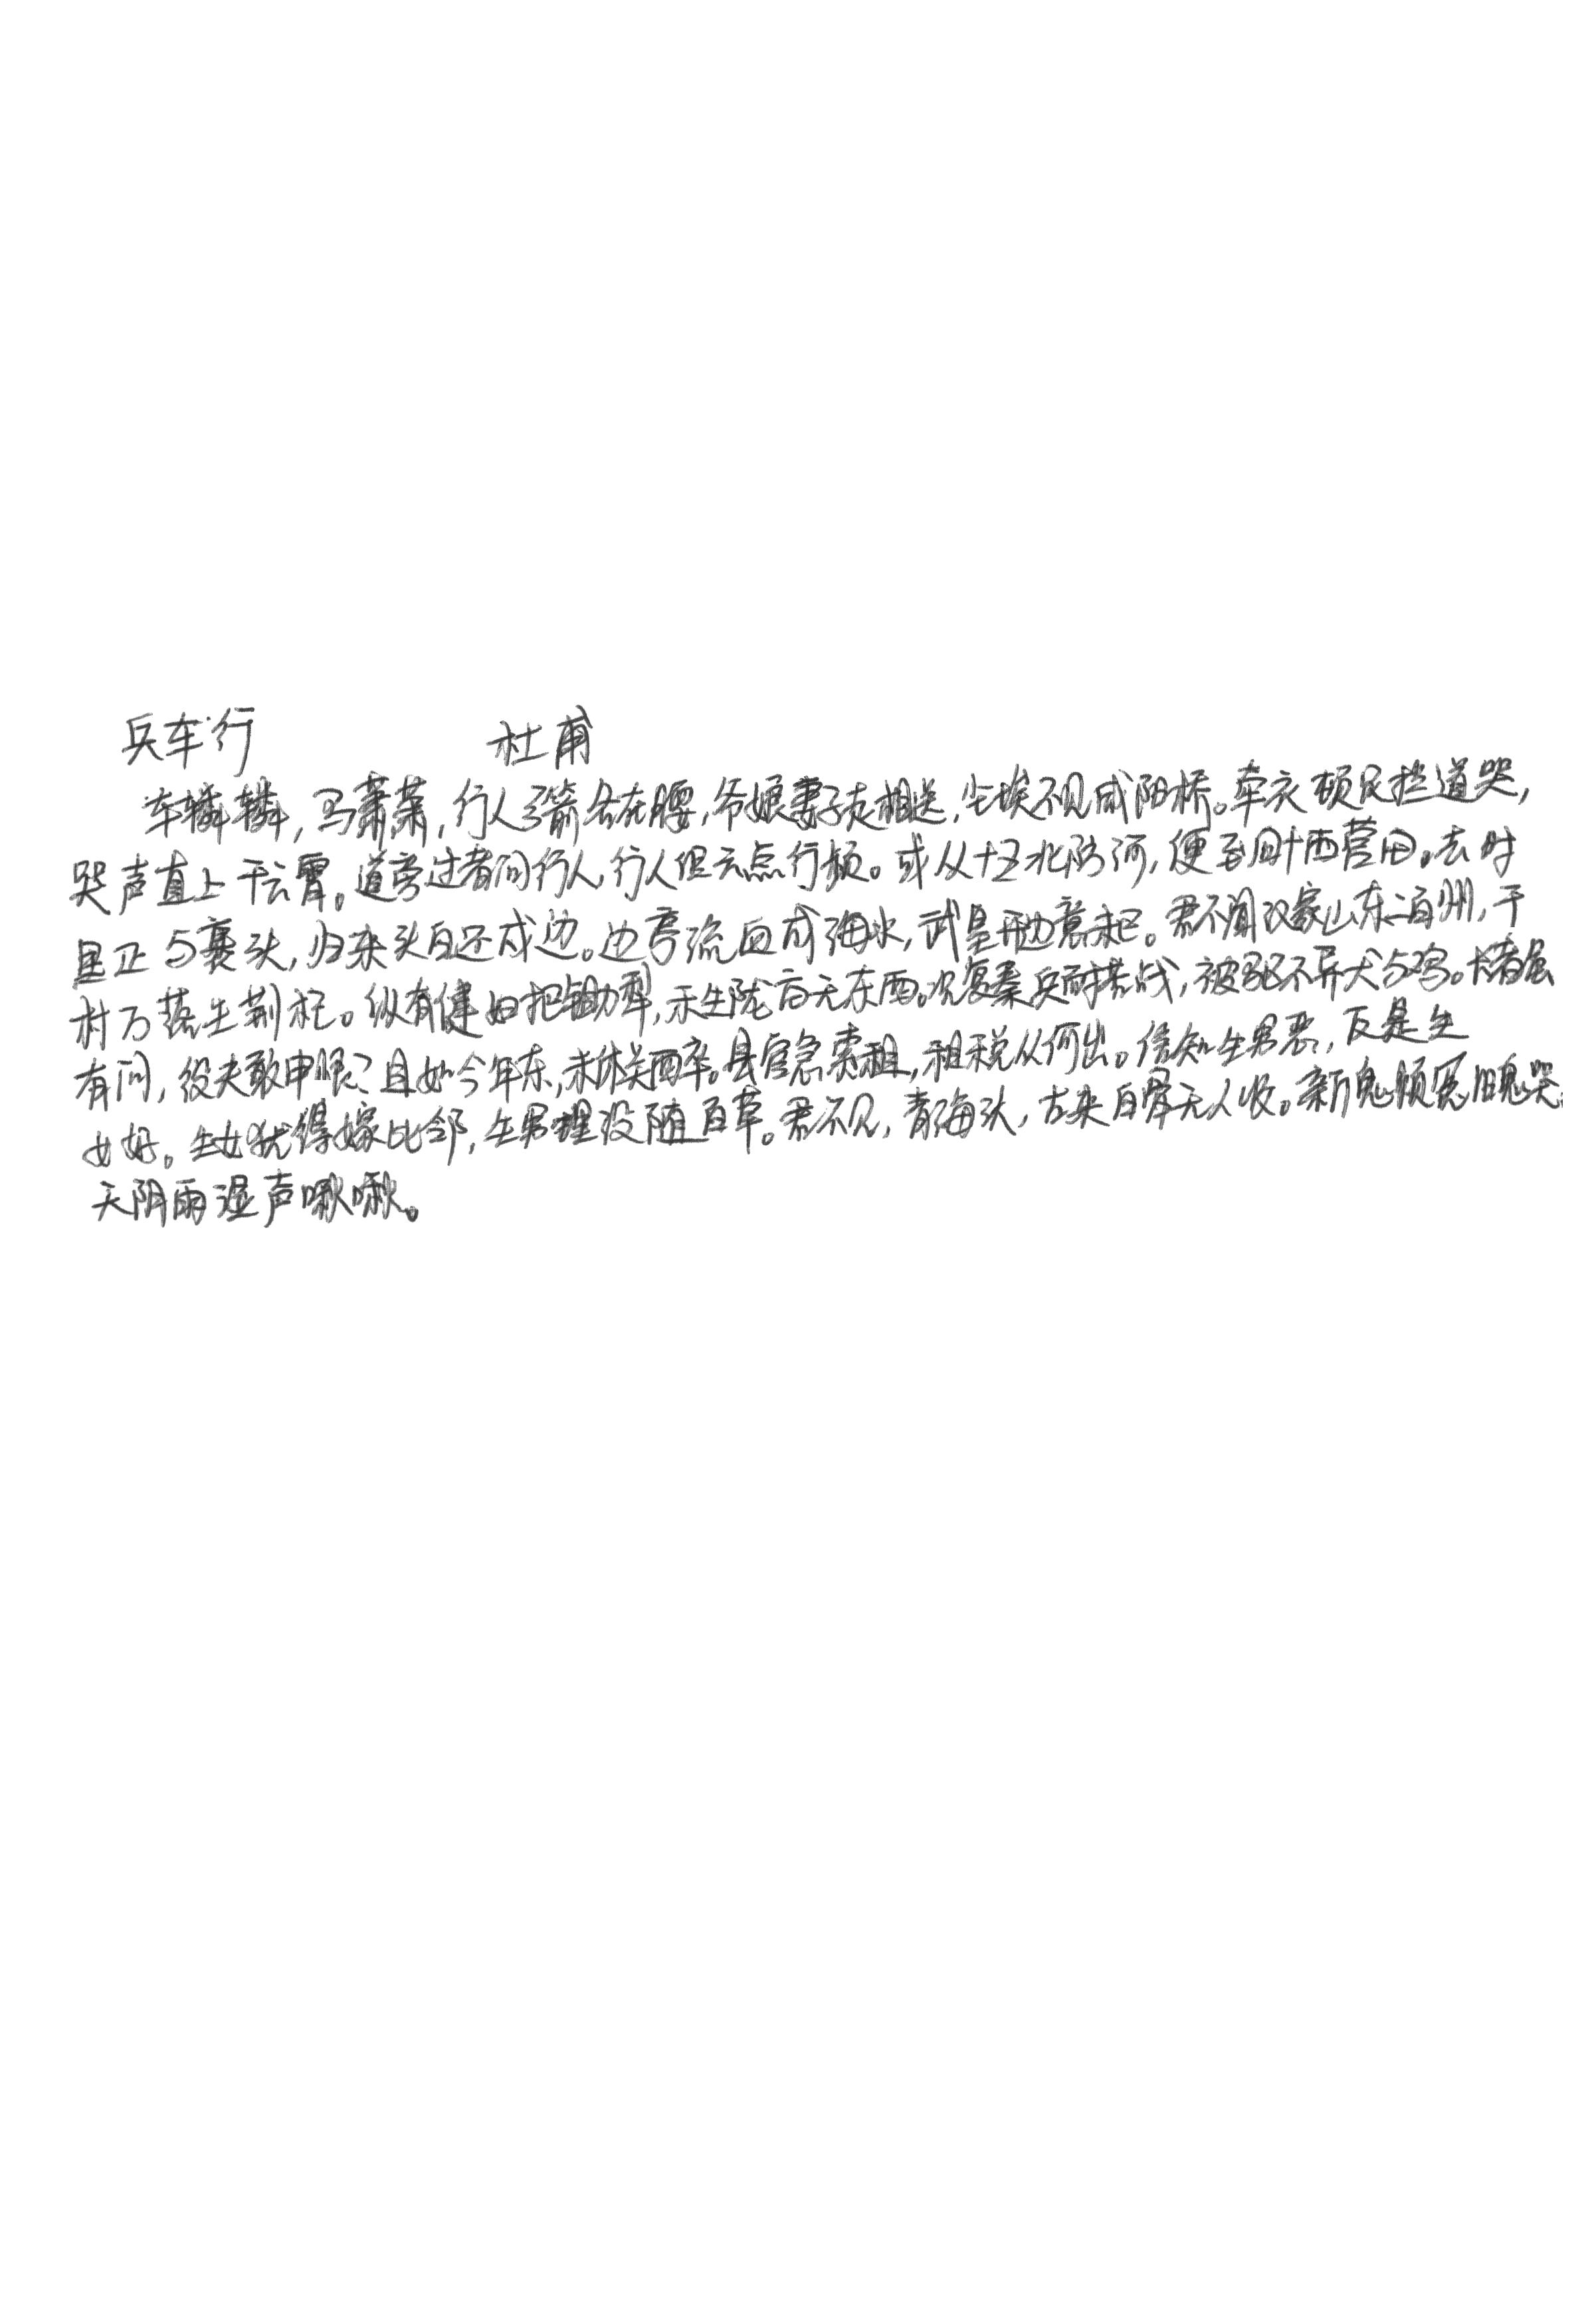 兵车行 杜甫
车辚辚，马萧萧，行人弓箭各在腰，爷娘妻子走相送，尘埃不见咸阳桥。牵衣顿足拦道哭，
哭声直上干云霄。道旁过者问行人，行人但云点行频。或从十五北防河，便至四十西营田。去时
里正与裹头，归来头白还戍边。边亭流血成海水，武皇开边意未已。君不闻汉家山东二百州，千
村万落生荆杞。纵有健妇把锄犁，禾生陇亩无东西。况复秦兵耐苦战，被驱不异犬与鸡。长者虽
有问，役夫敢申恨？且如今年冬，未休关西卒。县官急索租，租税从何出。信知生男恶，反是生
女好。生女犹得嫁比邻，生男埋没随百草。君不见，青海头，古来白骨无人收。新鬼烦冤旧鬼哭，
天阴雨湿声啾啾。